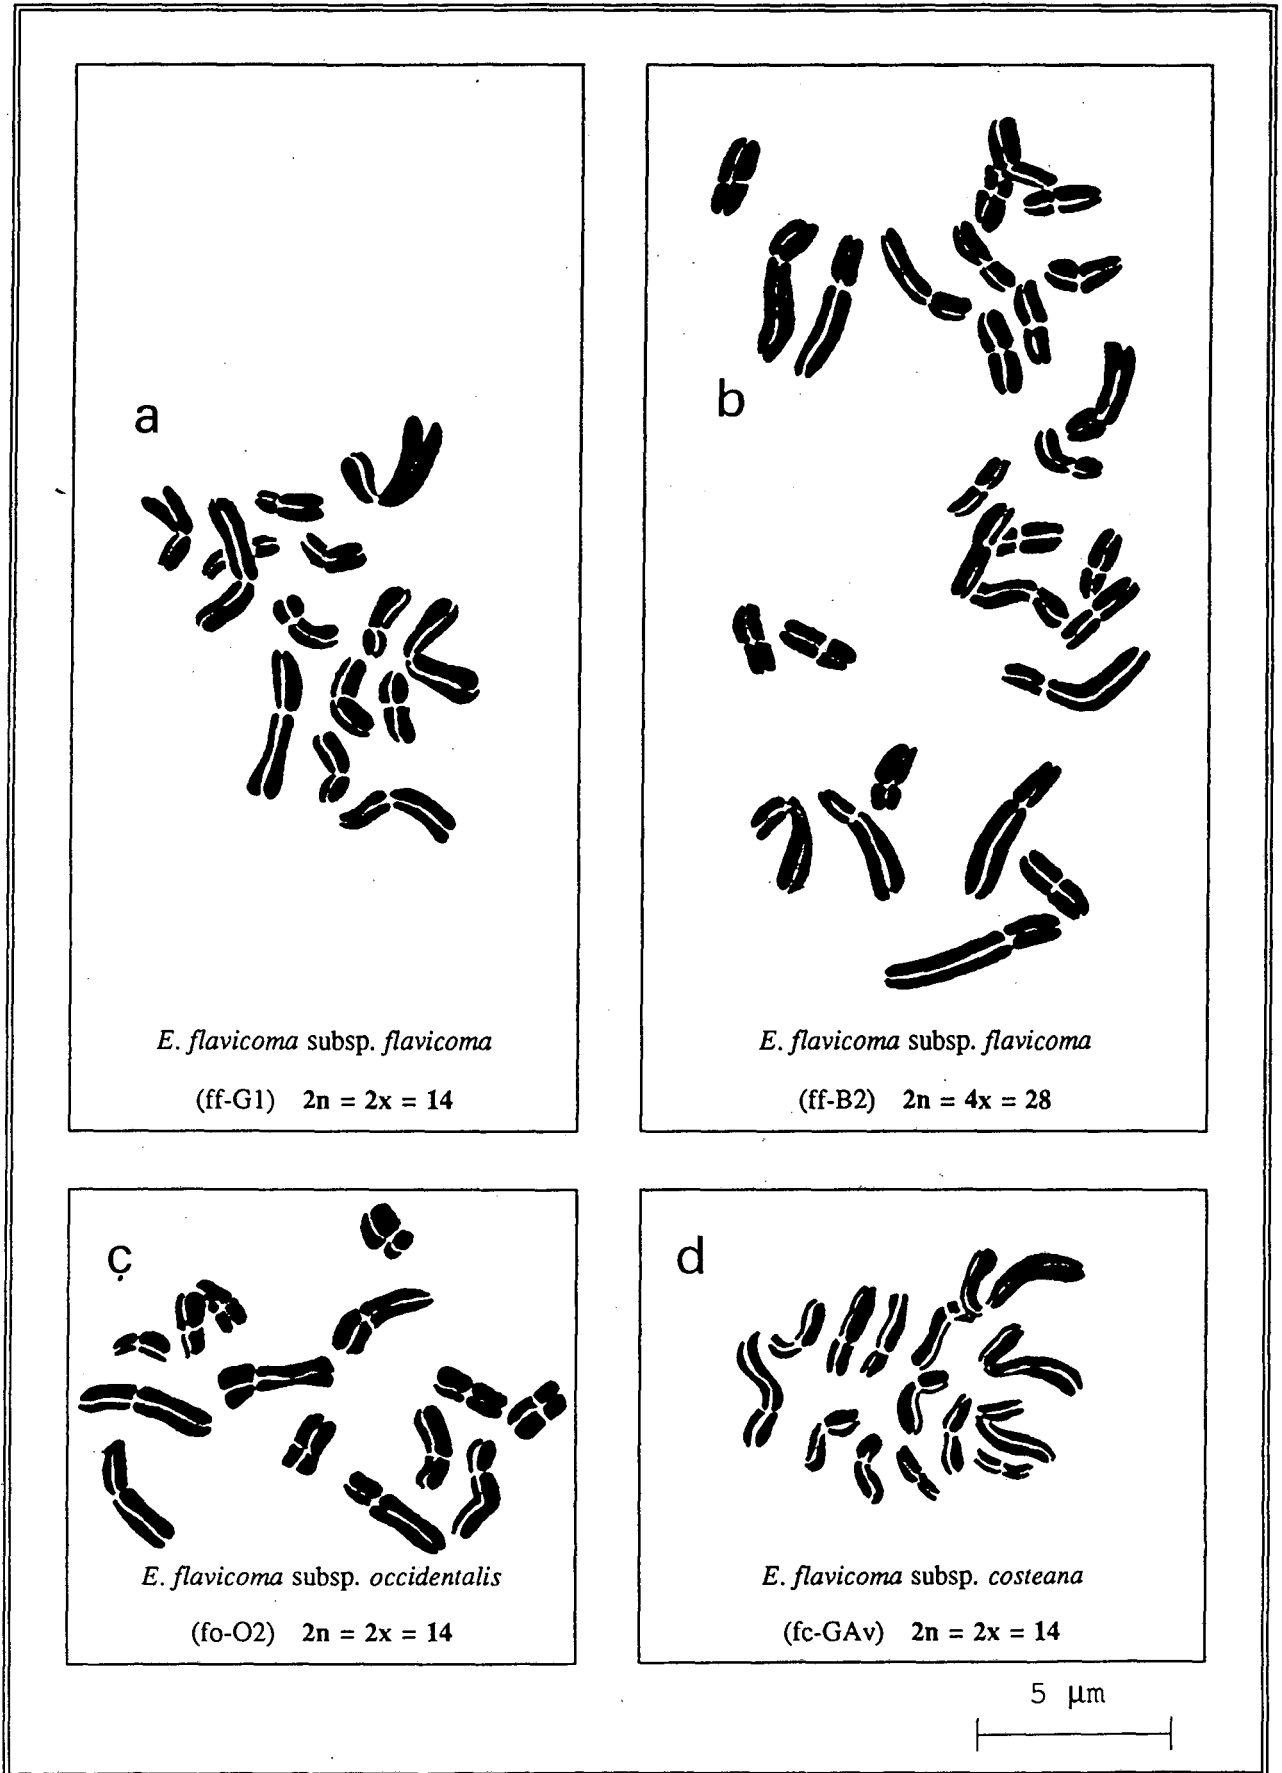 a
E. flavicoma subsp. flavicoma
(ff-G1) 2n = 2x = 14
b
E. flavicoma subsp. flavicoma
(ff-B2) 2n = 4x = 28
c
E. flavicoma subsp. occidentalis
(fo-O2) 2n = 2x = 14
d
E. flavicoma subsp. costeana
(fc-GAv) 2n = 2x = 14
5 µm